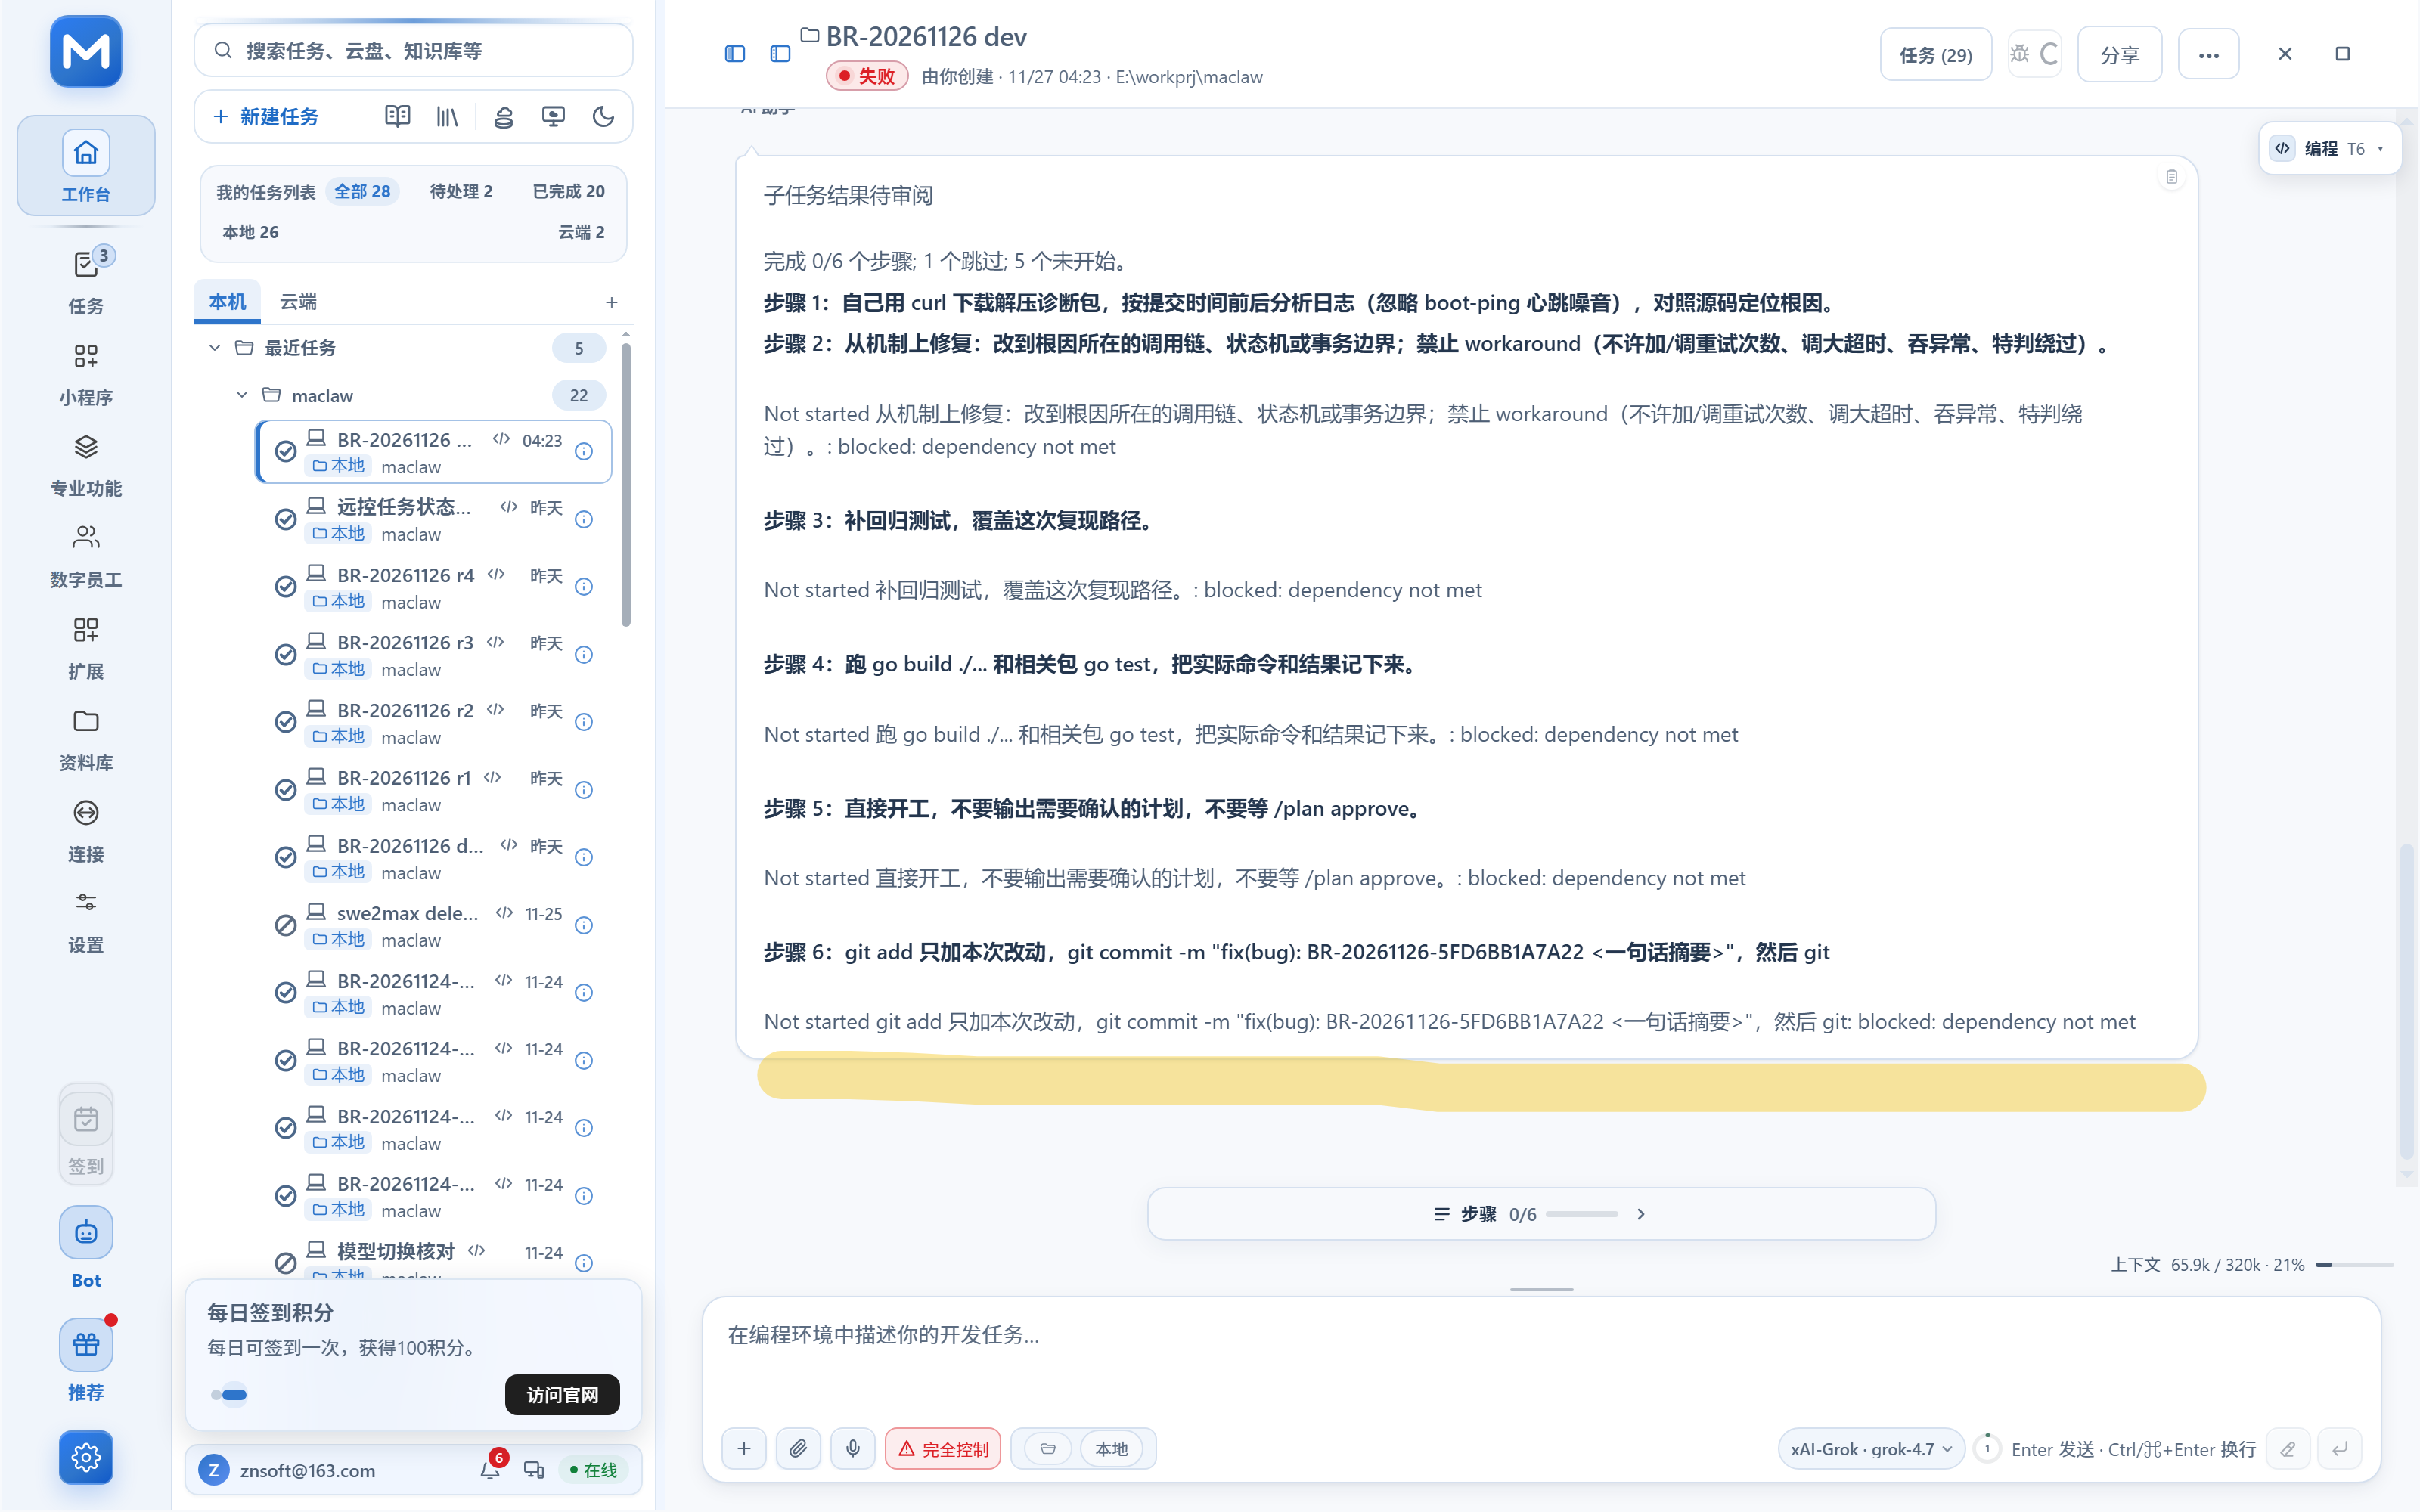 工作台
3
任务
小程序
专业功能
数字员工
扩展
资料库
连接
设置
签到
Bot
推荐
搜索任务、云盘、知识库等
新建任务
我的任务列表 全部 28 待处理 2 已完成 20
本地 26 云端 2
本机 云端
最近任务 5
maclaw 22
BR-20261126 ... 04:23
本地 maclaw
远控任务状态... 昨天
本地 maclaw
BR-20261126 r4 昨天
本地 maclaw
BR-20261126 r3 昨天
本地 maclaw
BR-20261126 r2 昨天
本地 maclaw
BR-20261126 r1 昨天
本地 maclaw
BR-20261126 d... 昨天
本地 maclaw
swe2max dele... 11-25
本地 maclaw
BR-20261124-... 11-24
本地 maclaw
BR-20261124-... 11-24
本地 maclaw
BR-20261124-... 11-24
本地 maclaw
BR-20261124-... 11-24
本地 maclaw
模型切换核对 11-24
本地 maclaw
每日签到积分
每日可签到一次，获得100积分。
访问官网
Z znsoft@163.com 6 在线
BR-20261126 dev
失败 由你创建 · 11/27 04:23 · E:\workprj\maclaw
任务 (29) 分享 ...
AI 助手
编程 T6
子任务结果待审阅
完成 0/6 个步骤; 1 个跳过; 5 个未开始。
步骤 1：自己用 curl 下载解压诊断包，按提交时间前后分析日志（忽略 boot-ping 心跳噪音），对照源码定位根因。
步骤 2：从机制上修复：改到根因所在的调用链、状态机或事务边界；禁止 workaround（不许加/调重试次数、调大超时、吞异常、特判绕过）。
Not started 从机制上修复：改到根因所在的调用链、状态机或事务边界；禁止 workaround（不许加/调重试次数、调大超时、吞异常、特判绕
过）。: blocked: dependency not met
步骤 3：补回归测试，覆盖这次复现路径。
Not started 补回归测试，覆盖这次复现路径。: blocked: dependency not met
步骤 4：跑 go build ./... 和相关包 go test，把实际命令和结果记下来。
Not started 跑 go build ./... 和相关包 go test，把实际命令和结果记下来。: blocked: dependency not met
步骤 5：直接开工，不要输出需要确认的计划，不要等 /plan approve。
Not started 直接开工，不要输出需要确认的计划，不要等 /plan approve。: blocked: dependency not met
步骤 6：git add 只加本次改动，git commit -m "fix(bug): BR-20261126-5FD6BB1A7A22 <一句话摘要>"，然后 git
Not started git add 只加本次改动，git commit -m "fix(bug): BR-20261126-5FD6BB1A7A22 <一句话摘要>"，然后 git: blocked: dependency not met
步骤 0/6
上下文 65.9k / 320k · 21%
在编程环境中描述你的开发任务...
完全控制 本地
xAI-Grok · grok-4.7 1 Enter 发送 · Ctrl/⌘+Enter 换行